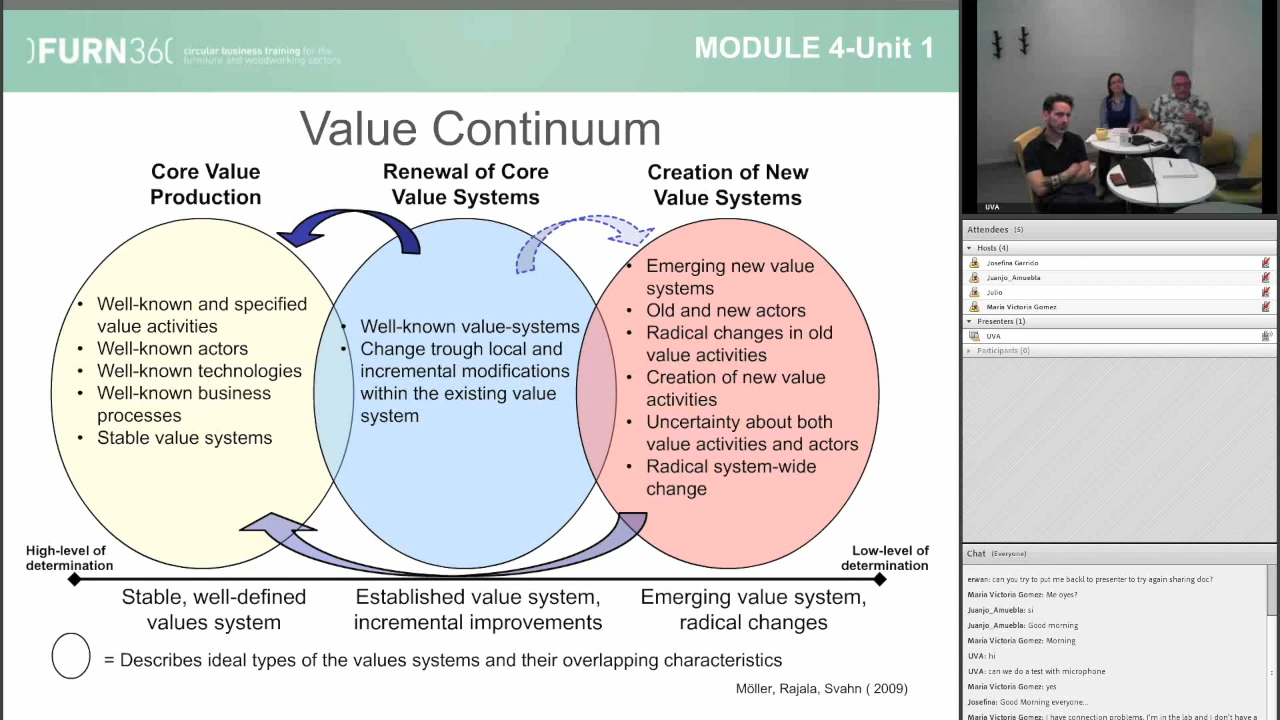 )FURN36(
circular business training for the
furniture and woodworking sectors
MODULE 4-Unit 1
Value Continuum
Core Value
Production
Renewal of Core
Value Systems
Creation of New
Value Systems
• Well-known and specified
value activities
• Well-known actors
• Well-known technologies
• Well-known business
processes
• Stable value systems
• Well-known value-systems
• Change trough local and
incremental modifications
within the existing value
system
• Emerging new value
systems
• Old and new actors
• Radical changes in old
value activities
• Creation of new value
activities
• Uncertainty about both
value activities and actors
• Radical system-wide
change
High-level of
determination
Low-level of
determination
Stable, well-defined
values system
Established value system,
incremental improvements
Emerging value system,
radical changes
= Describes ideal types of the values systems and their overlapping characteristics
Möller, Rajala, Svahn ( 2009)
UVA
Attendees (5)
Hosts (4)
Josefina Garrido
Juanjo_Amuebla
Julio
Maria Victoria Gomez
Presenters (1)
UVA
Participants (0)
Chat (Everyone)
erwan: can you try to put me backl to presenter to try again sharing doc?
Maria Victoria Gomez: Me oyes?
Juanjo_Amuebla: si
Juanjo_Amuebla: Good morning
Maria Victoria Gomez: Morning
UVA: hi
UVA: can we do a test with microphone
Maria Victoria Gomez: yes
Josefina: Good Morning everyone...
Maria Victoria Gomez: I have connection problems. I'm in the lab and I don't have a